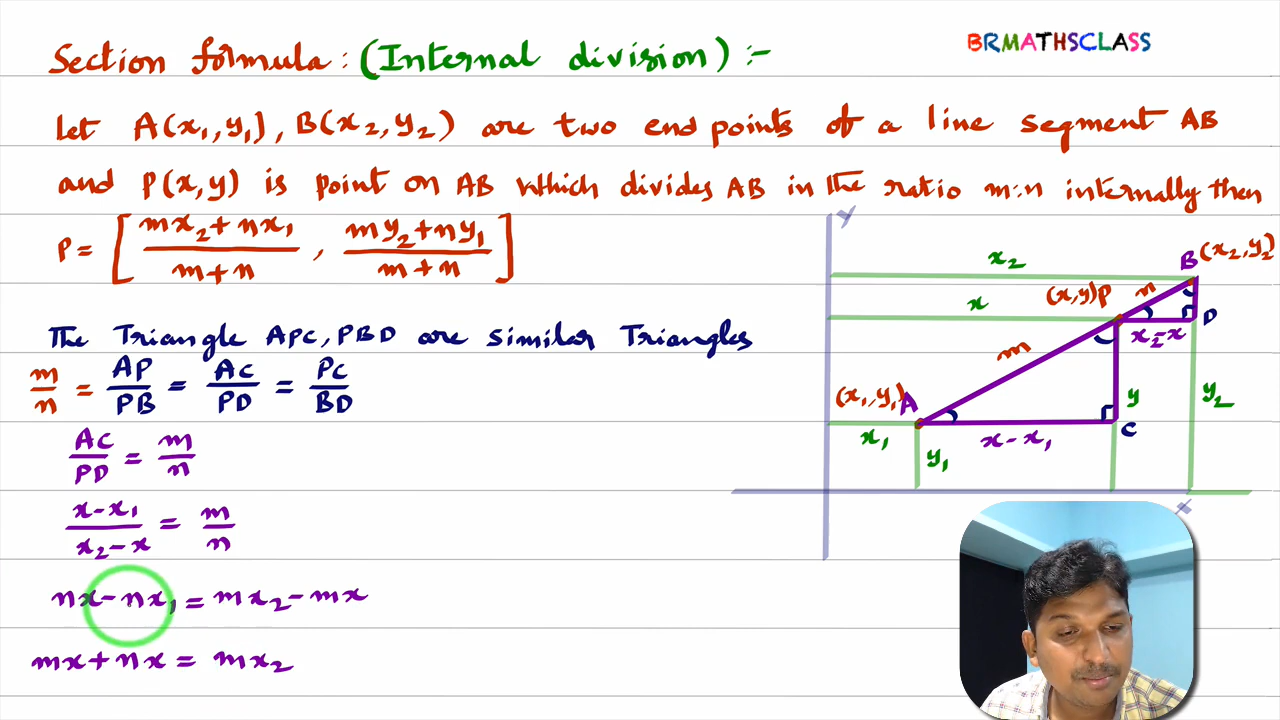 Section formula: (Internal division) :-
BRMATHSCLASS
Let A(x₁,y₁), B(x₂,y₂) are two end points of a line segment AB
and P(x,y) is point on AB which divides AB in the ratio m:n internally then
P = [ (mx₂+nx₁)/(m+n) , (my₂+ny₁)/(m+n) ]
The Triangle APC, PBD are similar Triangles
m/n = AP/PB = AC/PD = PC/BD
AC/PD = m/n
(x-x₁)/(x₂-x) = m/n
nx-nx₁ = mx₂-mx
mx+nx = mx₂
y
x₂
B (x₂,y₂)
x
(x,y)P
n
D
x₂-x
m
(x₁,y₁) A
y
y₂
x₁
x-x₁
C
y₁
x